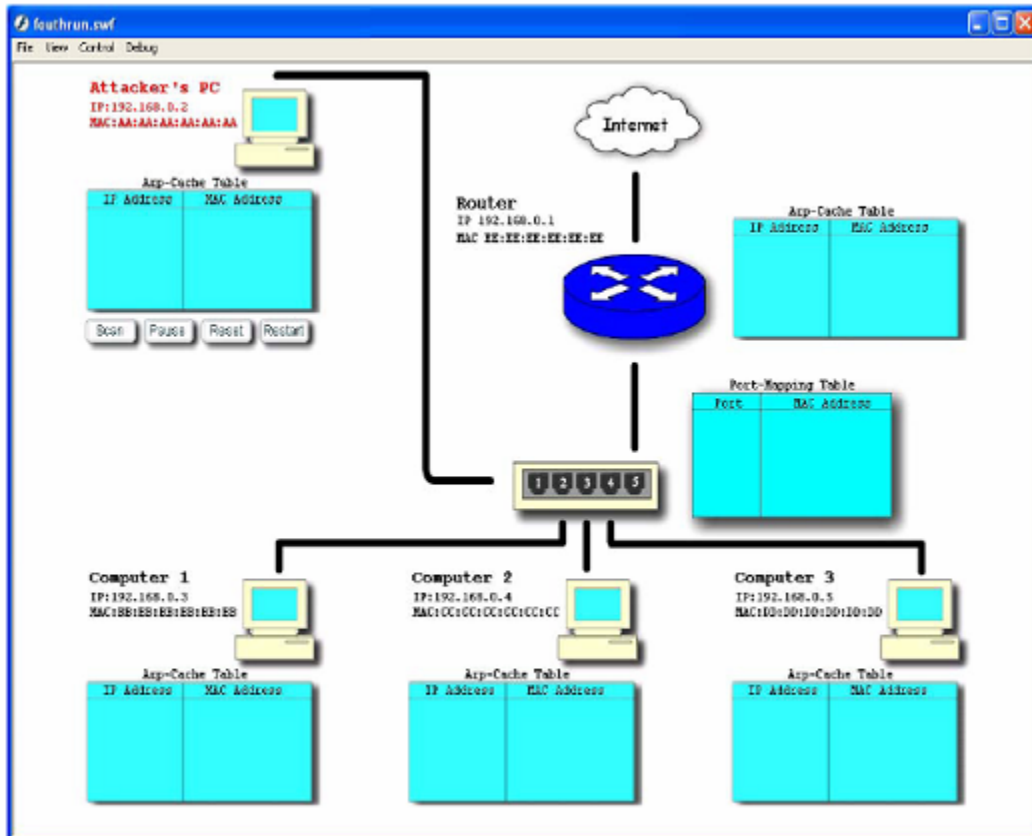 fouthrun.swf
File View Control Debug
Attacker's PC
IP:192.168.0.2
MAC:AA:AA:AA:AA:AA:AA
Arp-Cache Table
IP Address MAC Address
Scan Pause Reset Restart
Internet
Router
IP 192.168.0.1
MAC EE:EE:EE:EE:EE:EE
Arp-Cache Table
IP Address MAC Address
Port-Mapping Table
Port MAC Address
1 2 3 4 5
Computer 1
IP:192.168.0.3
MAC:BB:BB:BB:BB:BB:BB
Arp-Cache Table
IP Address MAC Address
Computer 2
IP:192.168.0.4
MAC:CC:CC:CC:CC:CC:CC
Arp-Cache Table
IP Address MAC Address
Computer 3
IP:192.168.0.5
MAC:DD:DD:DD:DD:DD:DD
Arp-Cache Table
IP Address MAC Address